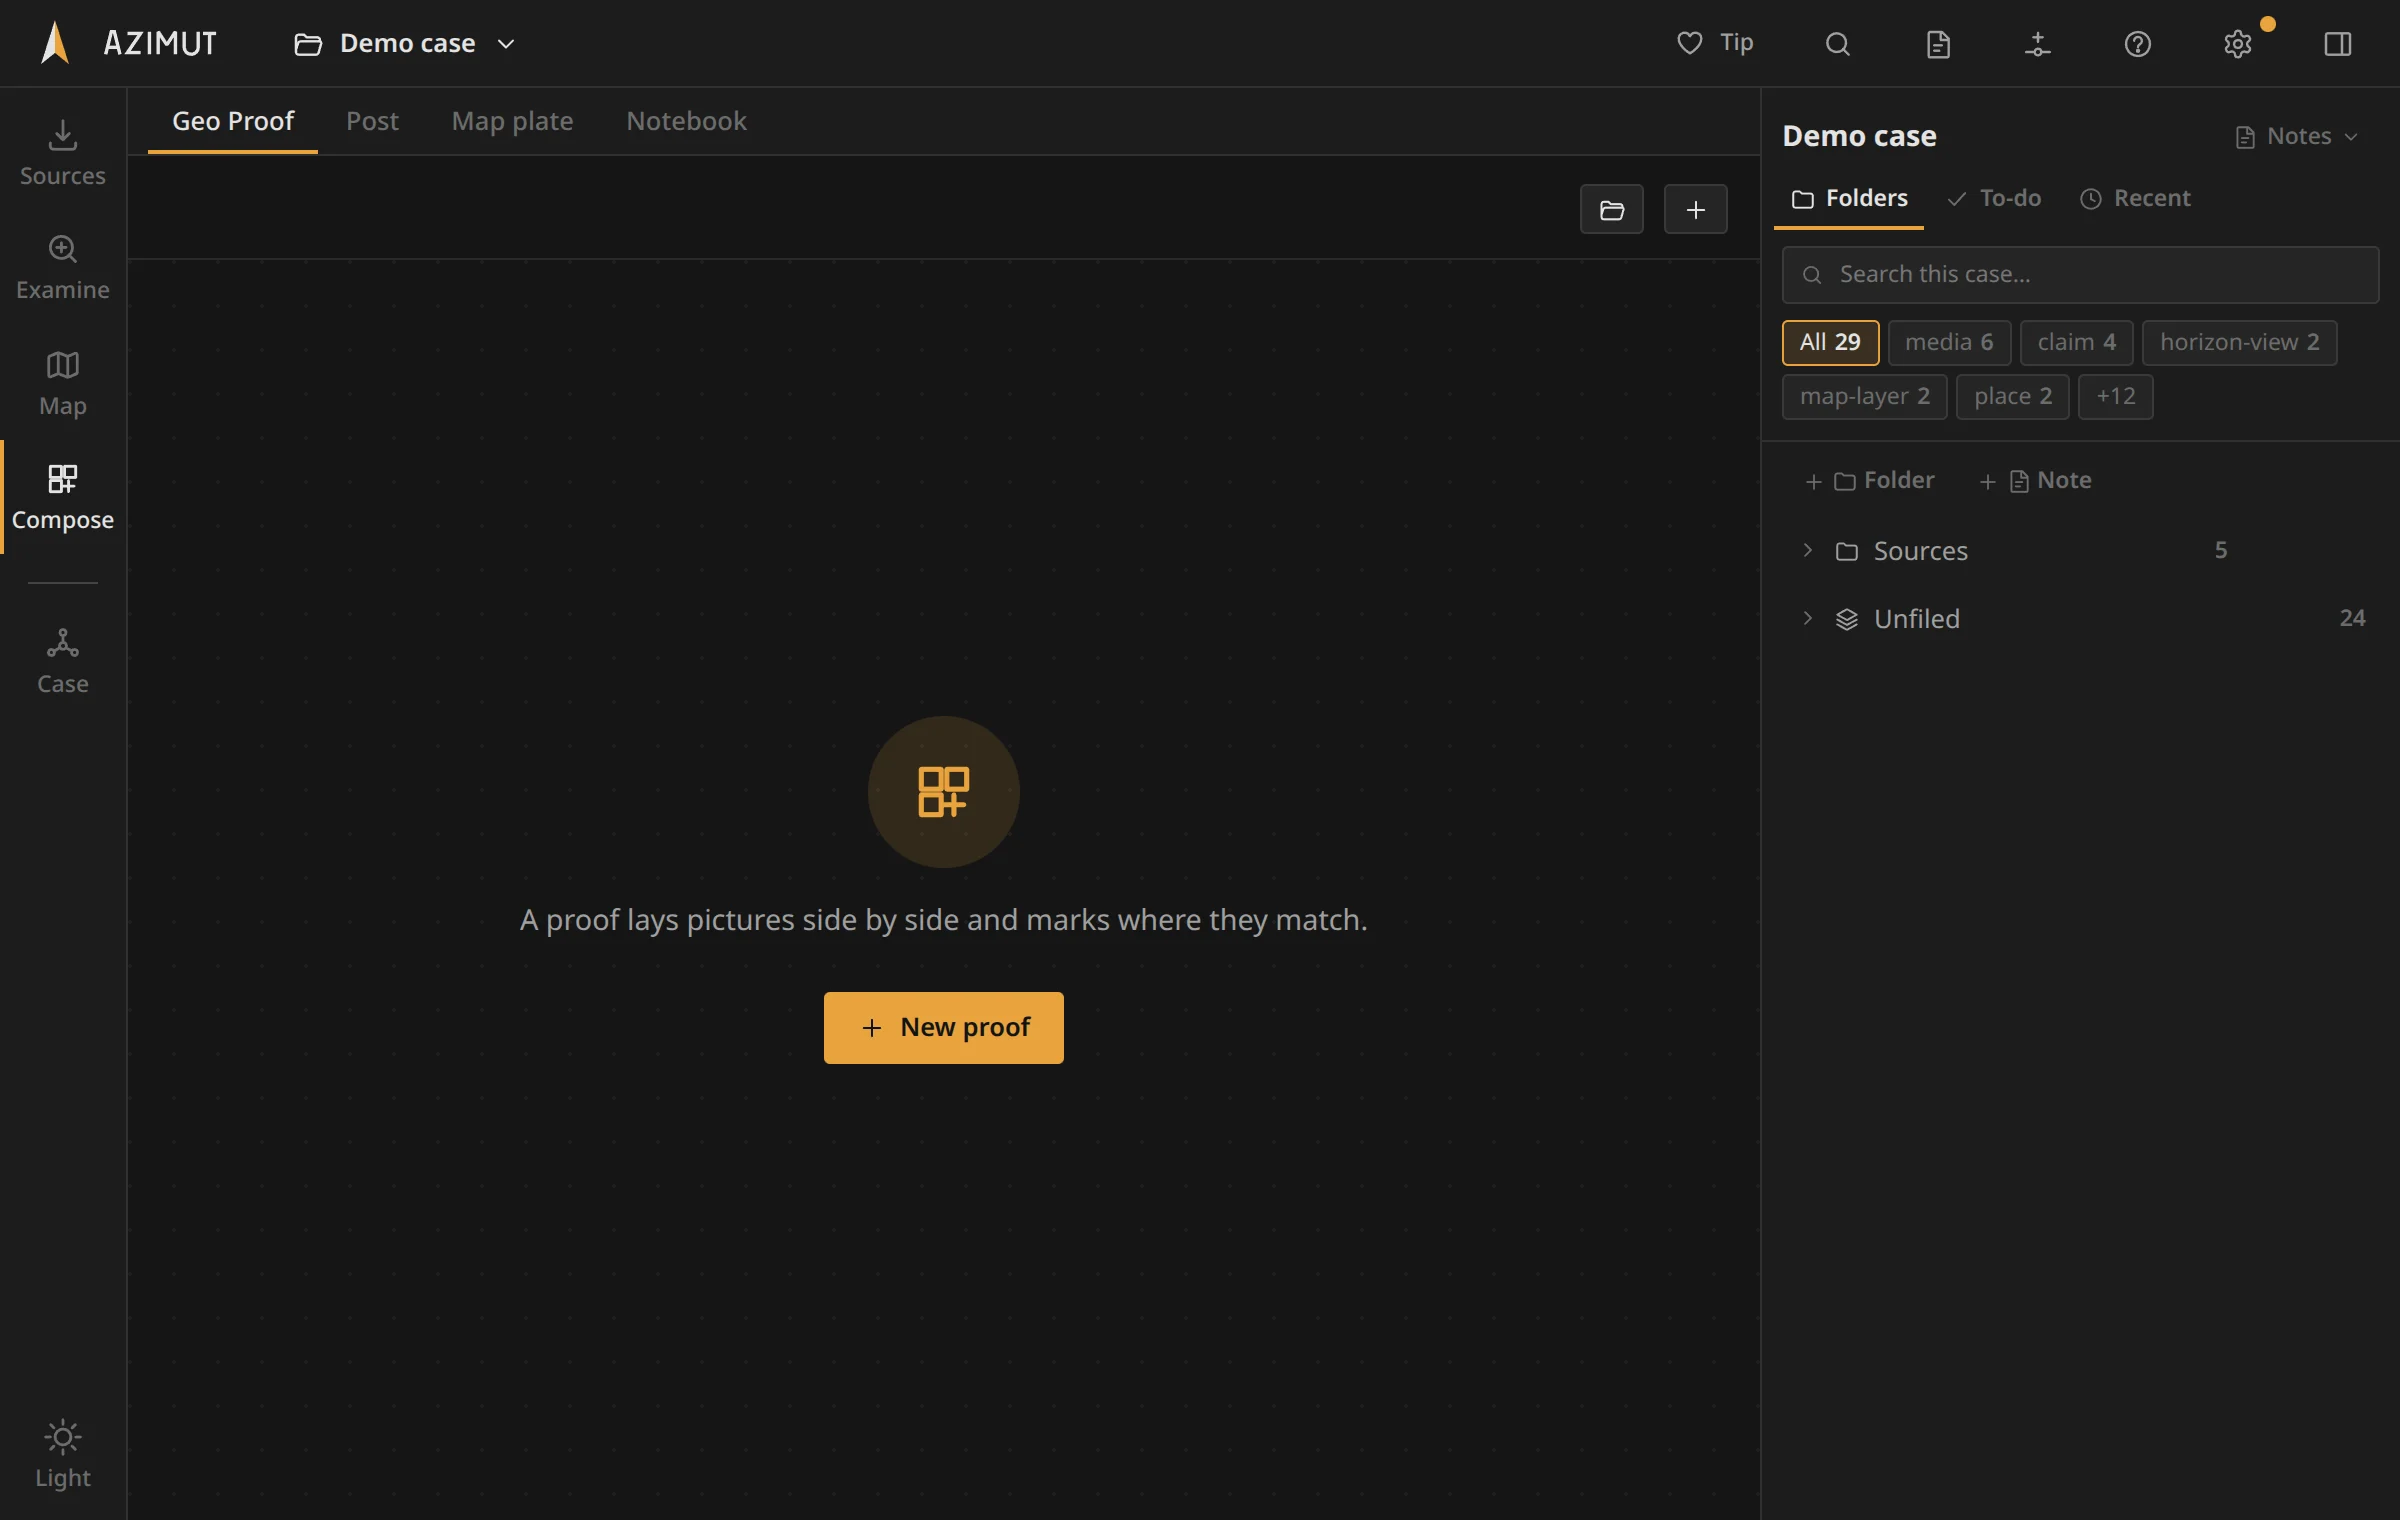 AZIMUT
Demo case
Tip
Sources
Examine
Map
Compose
Case
Light
Geo Proof
Post
Map plate
Notebook
A proof lays pictures side by side and marks where they match.
New proof
Demo case
Notes
Folders
To-do
Recent
Search this case...
All 29
media 6
claim 4
horizon-view 2
map-layer 2
place 2
+12
Folder
Note
Sources 5
Unfiled 24